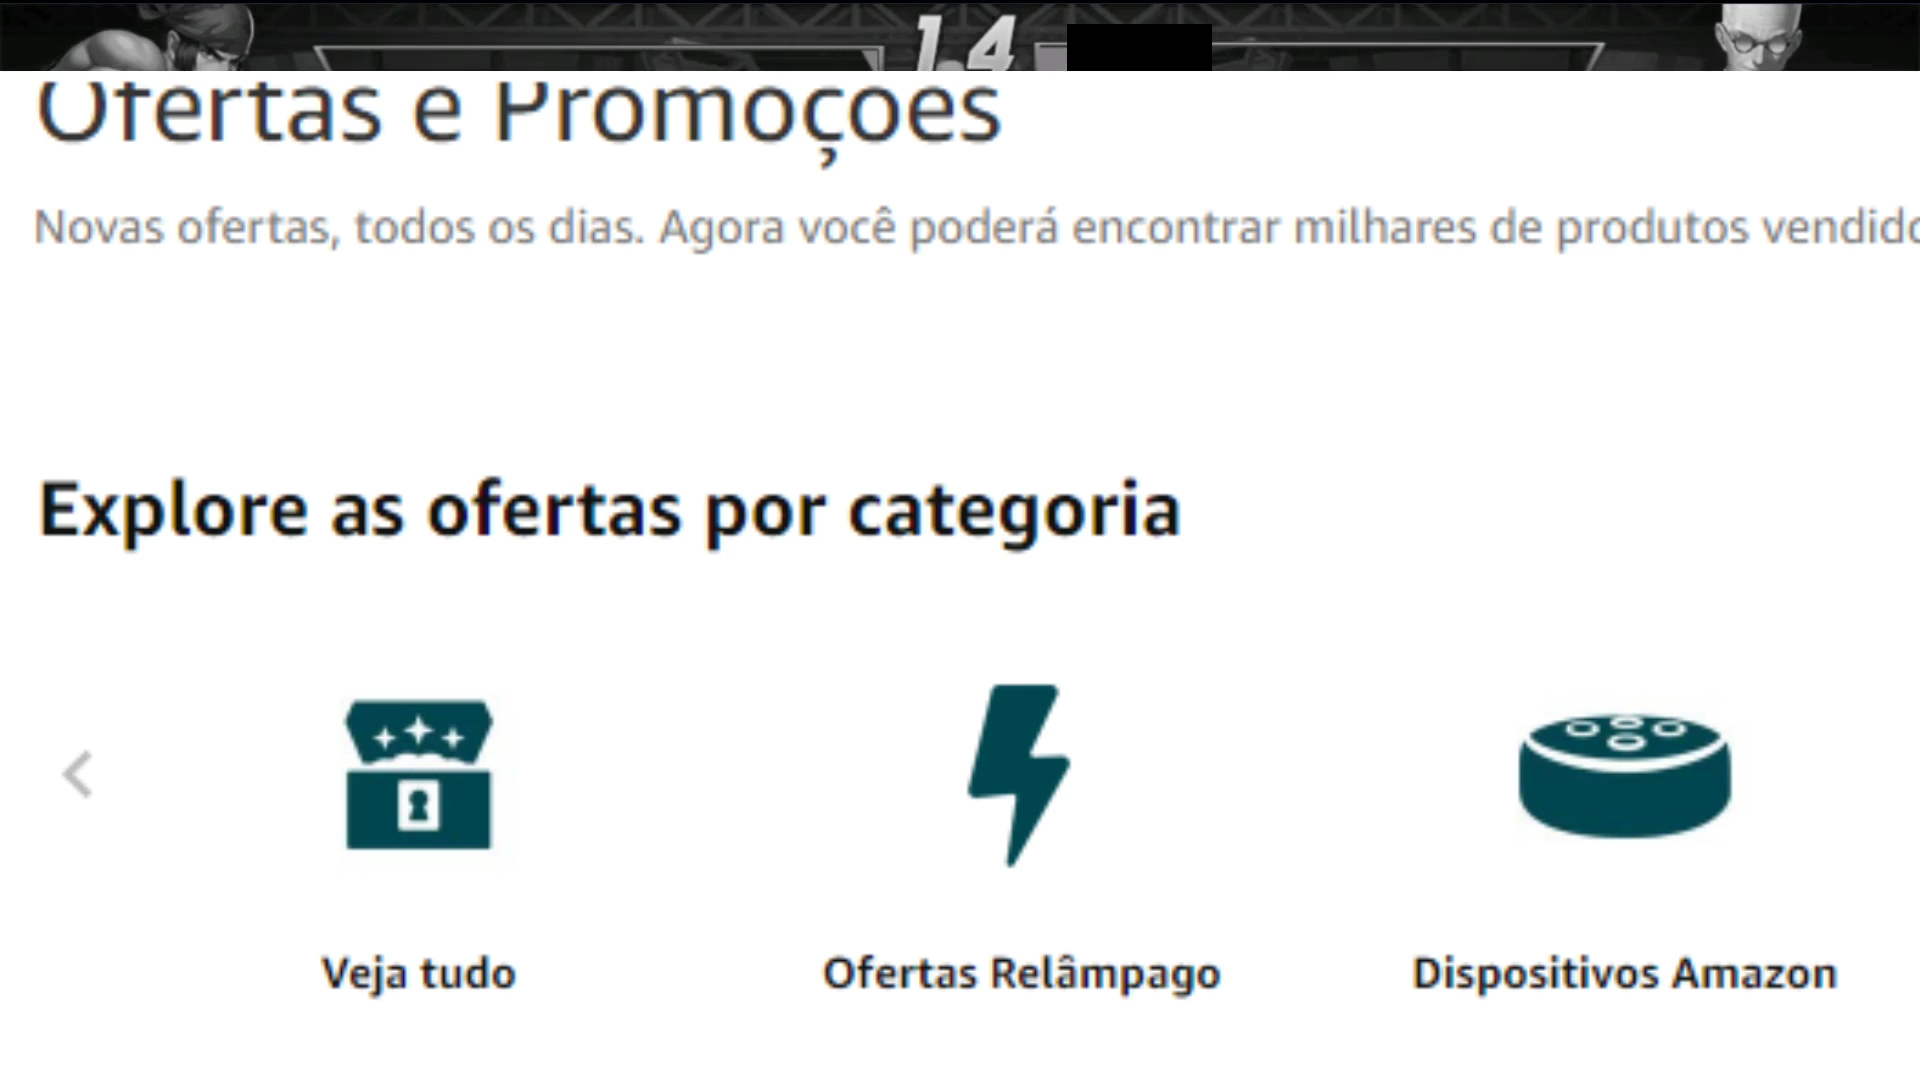 14
Ofertas e Promoções
Novas ofertas, todos os dias. Agora você poderá encontrar milhares de produtos
Explore as ofertas por categoria
Veja tudo
Ofertas Relâmpago
Dispositivos Amazon